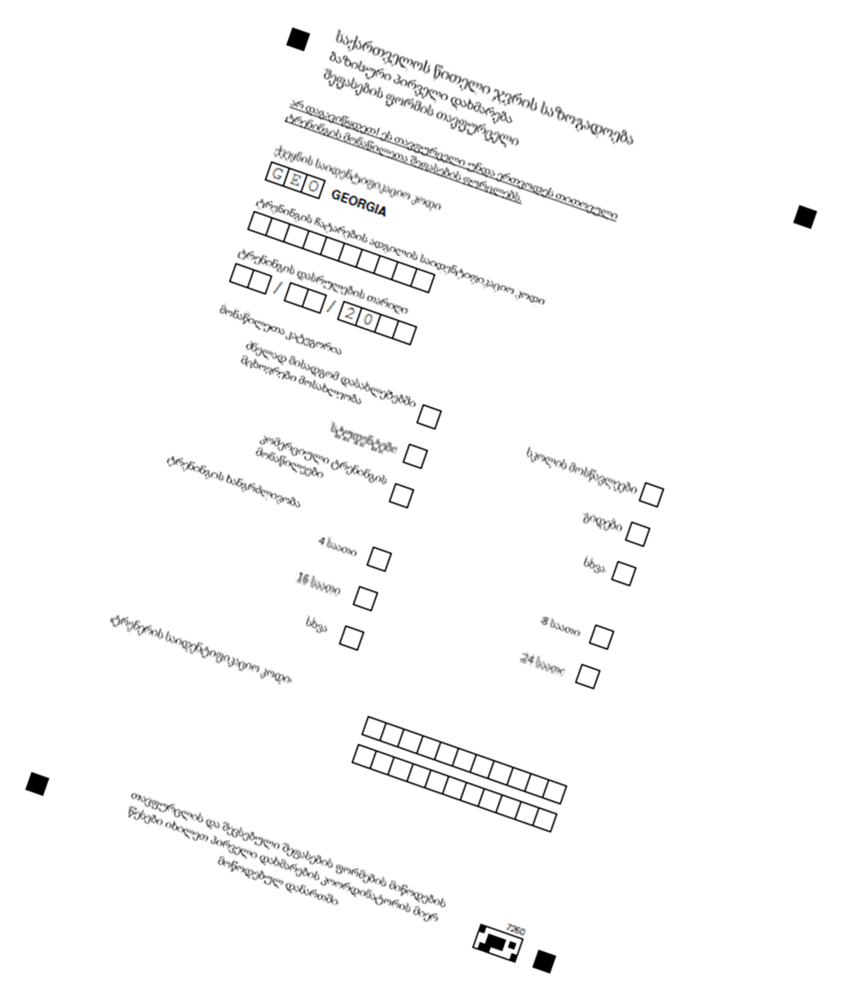 საქართველოს წითელი ჯვრის საზოგადოება
ბაზისური პირველი დახმარება
შეფასების ფორმის თავფურცელი
არ დაგავიწყდეთ! ეს თავფურცელი უნდა ერთვოდეს თითოეული
ტრენინგის მონაწილეთა შეფასების ფურცლებს.
ქვეყნის საიდენტიფიკაციო კოდი
GEO GEORGIA
ტრენინგის ჩატარების ადგილის საიდენტიფიკაციო კოდი
ტრენინგის დასრულების თარიღი
/ / 20
მონაწილეთა კატეგორია
ძნელად მისადგომ დასახლებებში
მცხოვრები მოსახლეობა
სტუდენტები
სკოლის მოსწავლეები
კომერციული ტრენინგის
მონაწილეები
გიდები
სხვა
ტრენინგის ხანგრძლივობა
4 საათი
8 საათი
16 საათი
24 საათი
სხვა
ტრენერის საიდენტიფიკაციო კოდი
თავფურცლის და შევსებული შეფასების ფორმების მიწოდების
წესები იხილეთ პირველი დახმარების კოორდინატორის მიერ
მოწოდებულ დანართში
7260